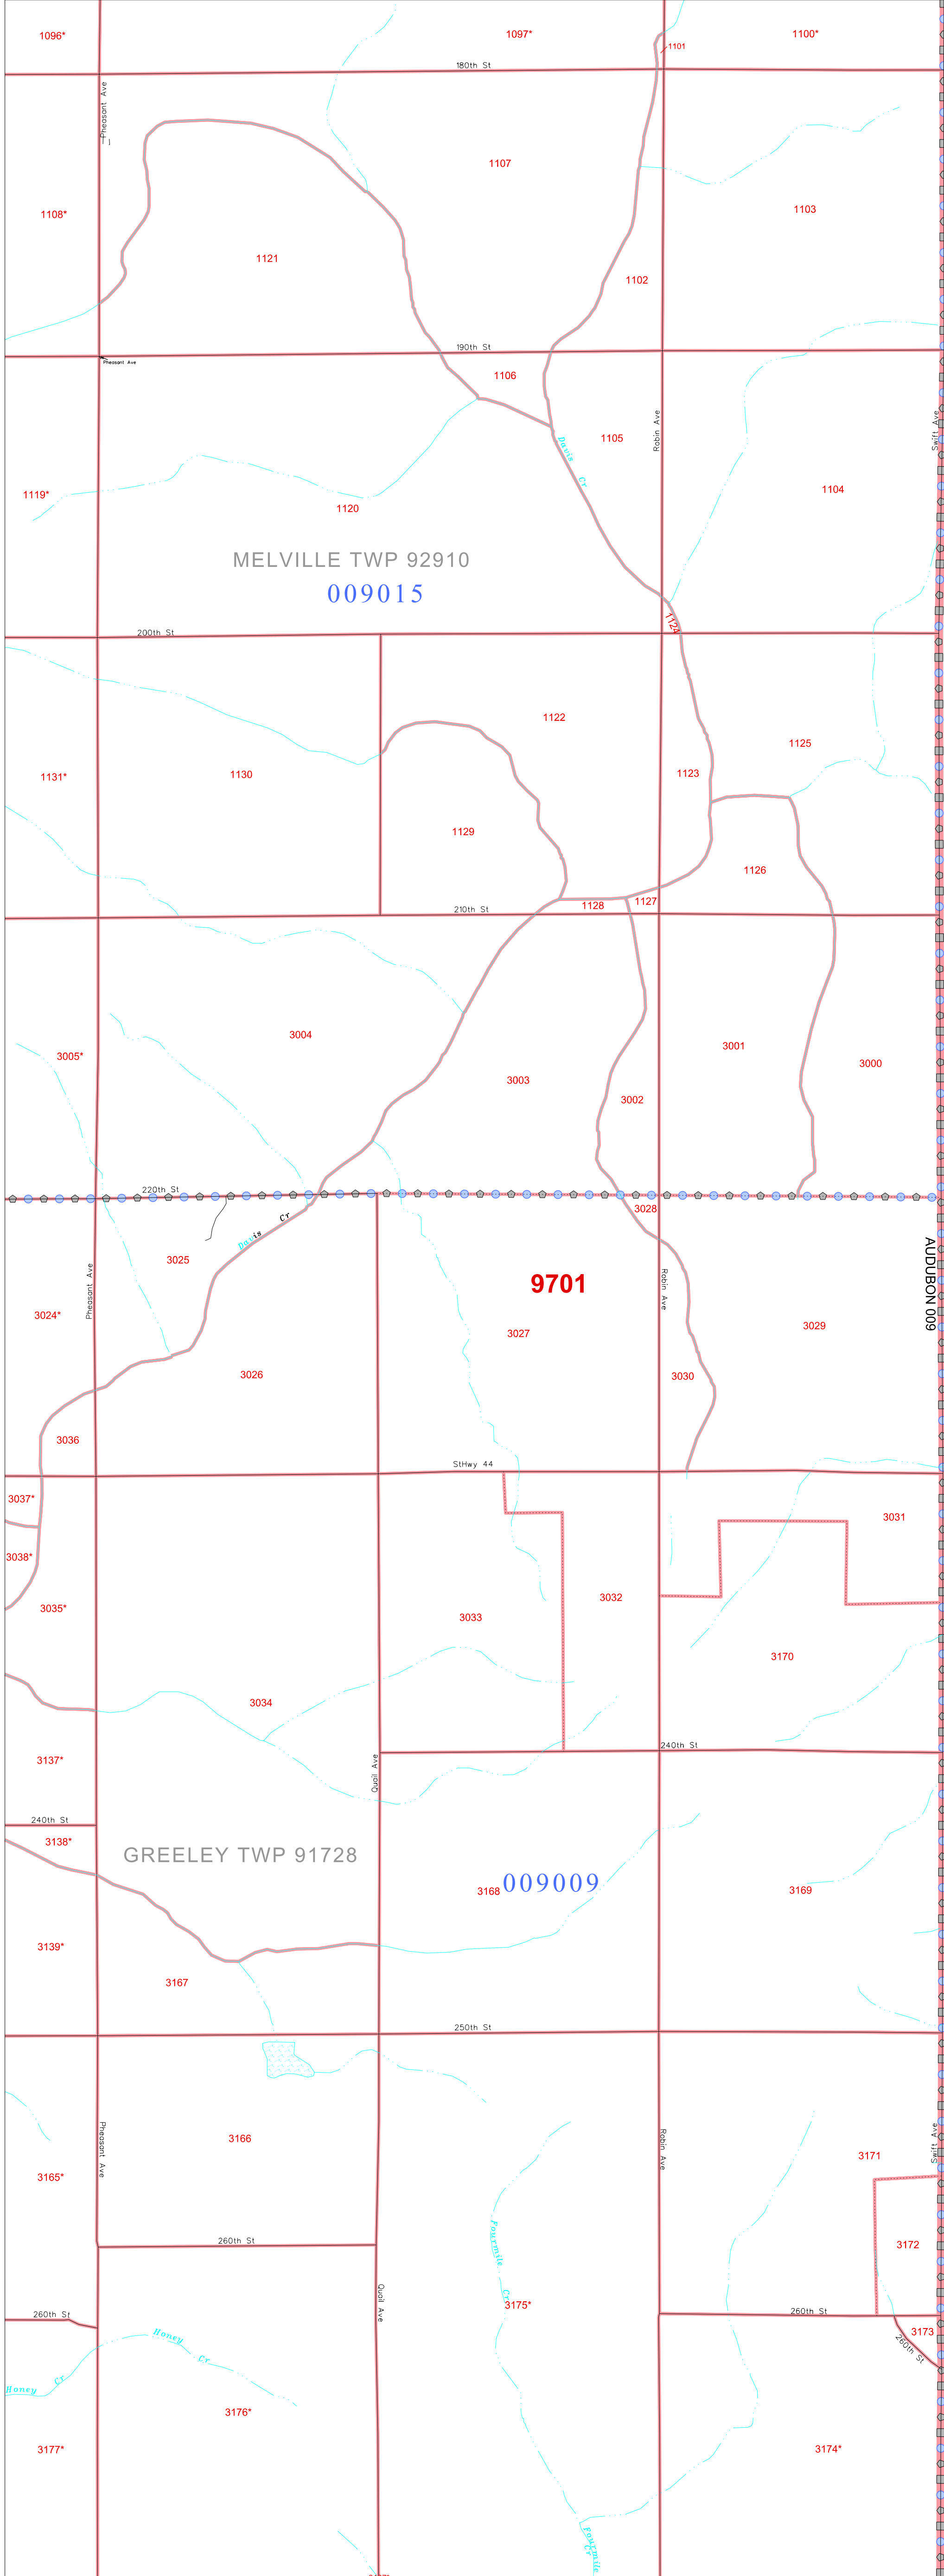 1096*
1097*
1101
1100*
180th St
Pheasant Ave
1107
1108*
1103
1121
1102
190th St
Pheasant Ave
1106
Robin Ave
Swift Ave
1105
Davis Cr
1119*
1104
1120
MELVILLE TWP 92910
009015
1124
200th St
1122
1125
1131*
1130
1123
1129
1126
1127
1128
210th St
3004
3005*
3001
3000
3003
3002
220th St
3028
Davis Cr
3025
AUDUBON 009
9701
Pheasant Ave
Robin Ave
3024*
3029
3027
3026
3030
3036
StHwy 44
3037*
3031
3038*
3035*
3033
3032
3170
3034
3137*
240th St
Quail Ave
240th St
3138*
GREELEY TWP 91728
009009
3168
3169
3139*
3167
250th St
Pheasant Ave
Robin Ave
Swift Ave
3166
3171
3165*
Fourmile Cr
260th St
3172
Quail Ave
3175*
260th St
260th St
3173
260th St
Honey Cr
Honey Cr
3176*
3177*
3174*
Fourmile Cr